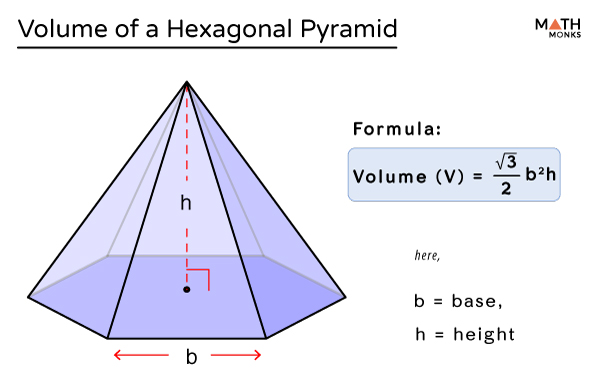 Volume of a Hexagonal Pyramid
MATH
MONKS
h
b
Formula:
Volume (V) = √3/2 b²h
here,
b = base,
h = height